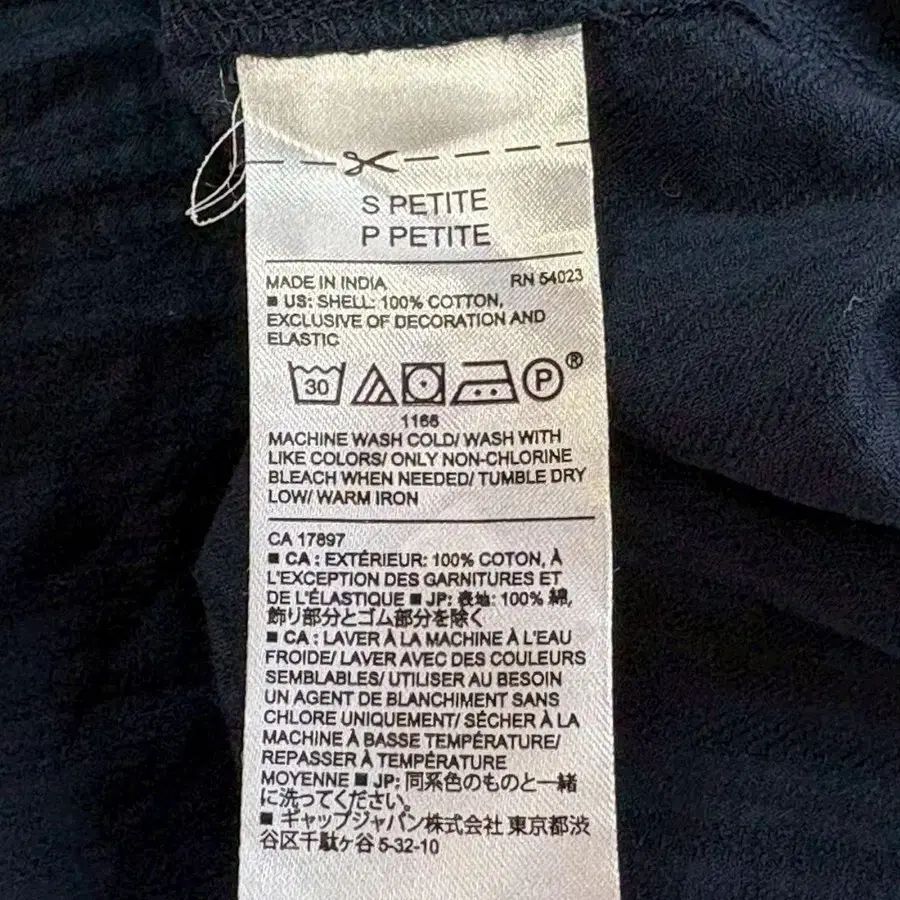 S PETITE
P PETITE
MADE IN INDIA RN 54023
■ US: SHELL: 100% COTTON,
EXCLUSIVE OF DECORATION AND
ELASTIC
30 P ®
1166
MACHINE WASH COLD/ WASH WITH
LIKE COLORS/ ONLY NON-CHLORINE
BLEACH WHEN NEEDED/ TUMBLE DRY
LOW/ WARM IRON
CA 17897
■ CA : EXTÉRIEUR: 100% COTON, À
L'EXCEPTION DES GARNITURES ET
DE L'ÉLASTIQUE ■ JP: 表地: 100% 綿,
飾り部分とゴム部分を除く
■ CA : LAVER À LA MACHINE À L'EAU
FROIDE/ LAVER AVEC DES COULEURS
SEMBLABLES/ UTILISER AU BESOIN
UN AGENT DE BLANCHIMENT SANS
CHLORE UNIQUEMENT/ SÉCHER À LA
MACHINE À BASSE TEMPÉRATURE/
REPASSER À TEMPÉRATURE
MOYENNE ■ JP: 同系色のものと一緒
に洗ってください。
■ ギャップジャパン株式会社 東京都渋
谷区千駄ヶ谷 5-32-10